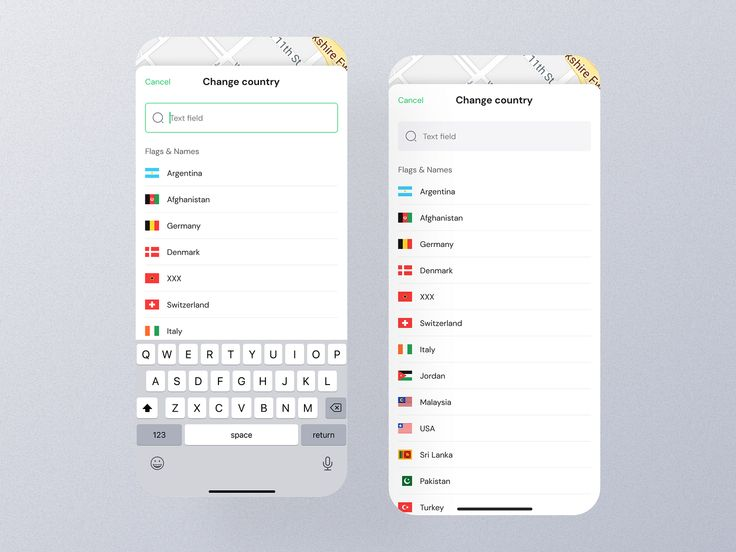 11th St
kshire Fw
Cancel
Change country
Text field
Flags & Names
Argentina
Afghanistan
Germany
Denmark
XXX
Switzerland
Italy
Q W E R T Y U I O P
A S D F G H J K L
Z X C V B N M
123 space return
11th St
kshire Fw
Cancel
Change country
Text field
Flags & Names
Argentina
Afghanistan
Germany
Denmark
XXX
Switzerland
Italy
Jordan
Malaysia
USA
Sri Lanka
Pakistan
Turkey